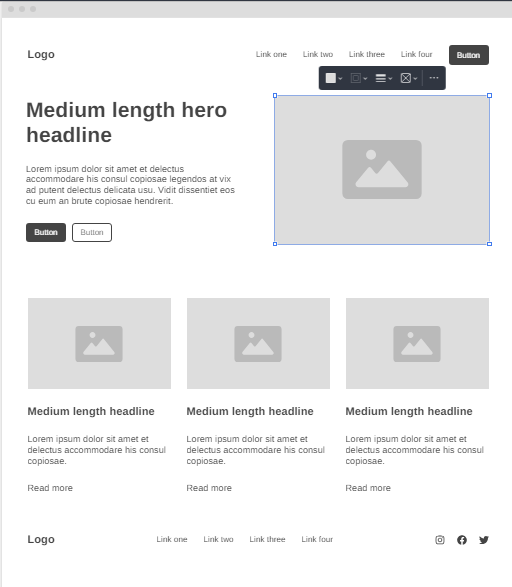 Logo
Link one
Link two
Link three
Link four
Button
Medium length hero
headline
Lorem ipsum dolor sit amet et delectus
accommodare his consul copiosae legendos at vix
ad putent delectus delicata usu. Vidit dissentiet eos
cu eum an brute copiosae hendrerit.
Button
Button
Medium length headline
Lorem ipsum dolor sit amet et
delectus accommodare his consul
copiosae.
Read more
Medium length headline
Lorem ipsum dolor sit amet et
delectus accommodare his consul
copiosae.
Read more
Medium length headline
Lorem ipsum dolor sit amet et
delectus accommodare his consul
copiosae.
Read more
Logo
Link one
Link two
Link three
Link four